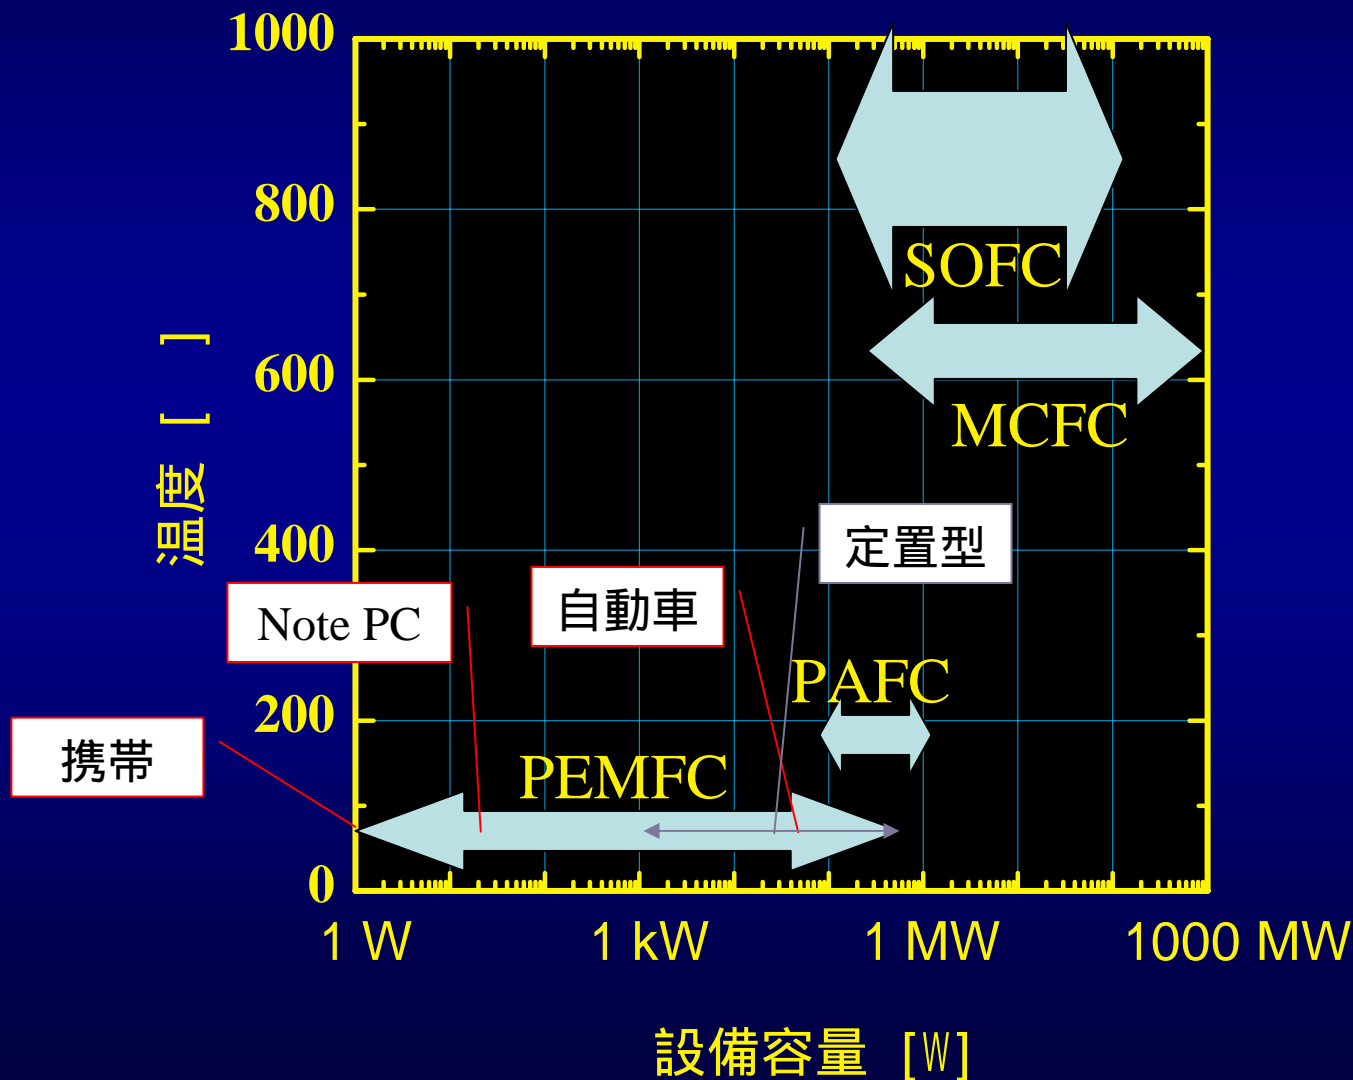 1000
800
SOFC
温度 [ ]
600
MCFC
400
定置型
Note PC
自動車
PAFC
200
携帯
PEMFC
0
1 W
1 kW
1 MW
1000 MW
設備容量 [W]